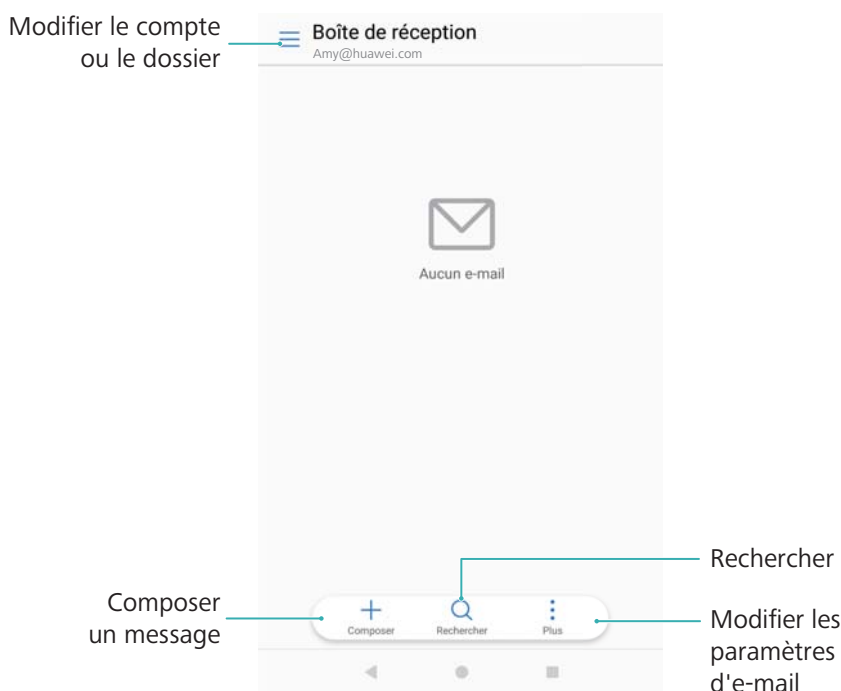 Modifier le compte
ou le dossier
Boîte de réception
Amy@huawei.com
Aucun e-mail
Rechercher
Composer
un message
Composer
Rechercher
Plus
Modifier les
paramètres
d'e-mail